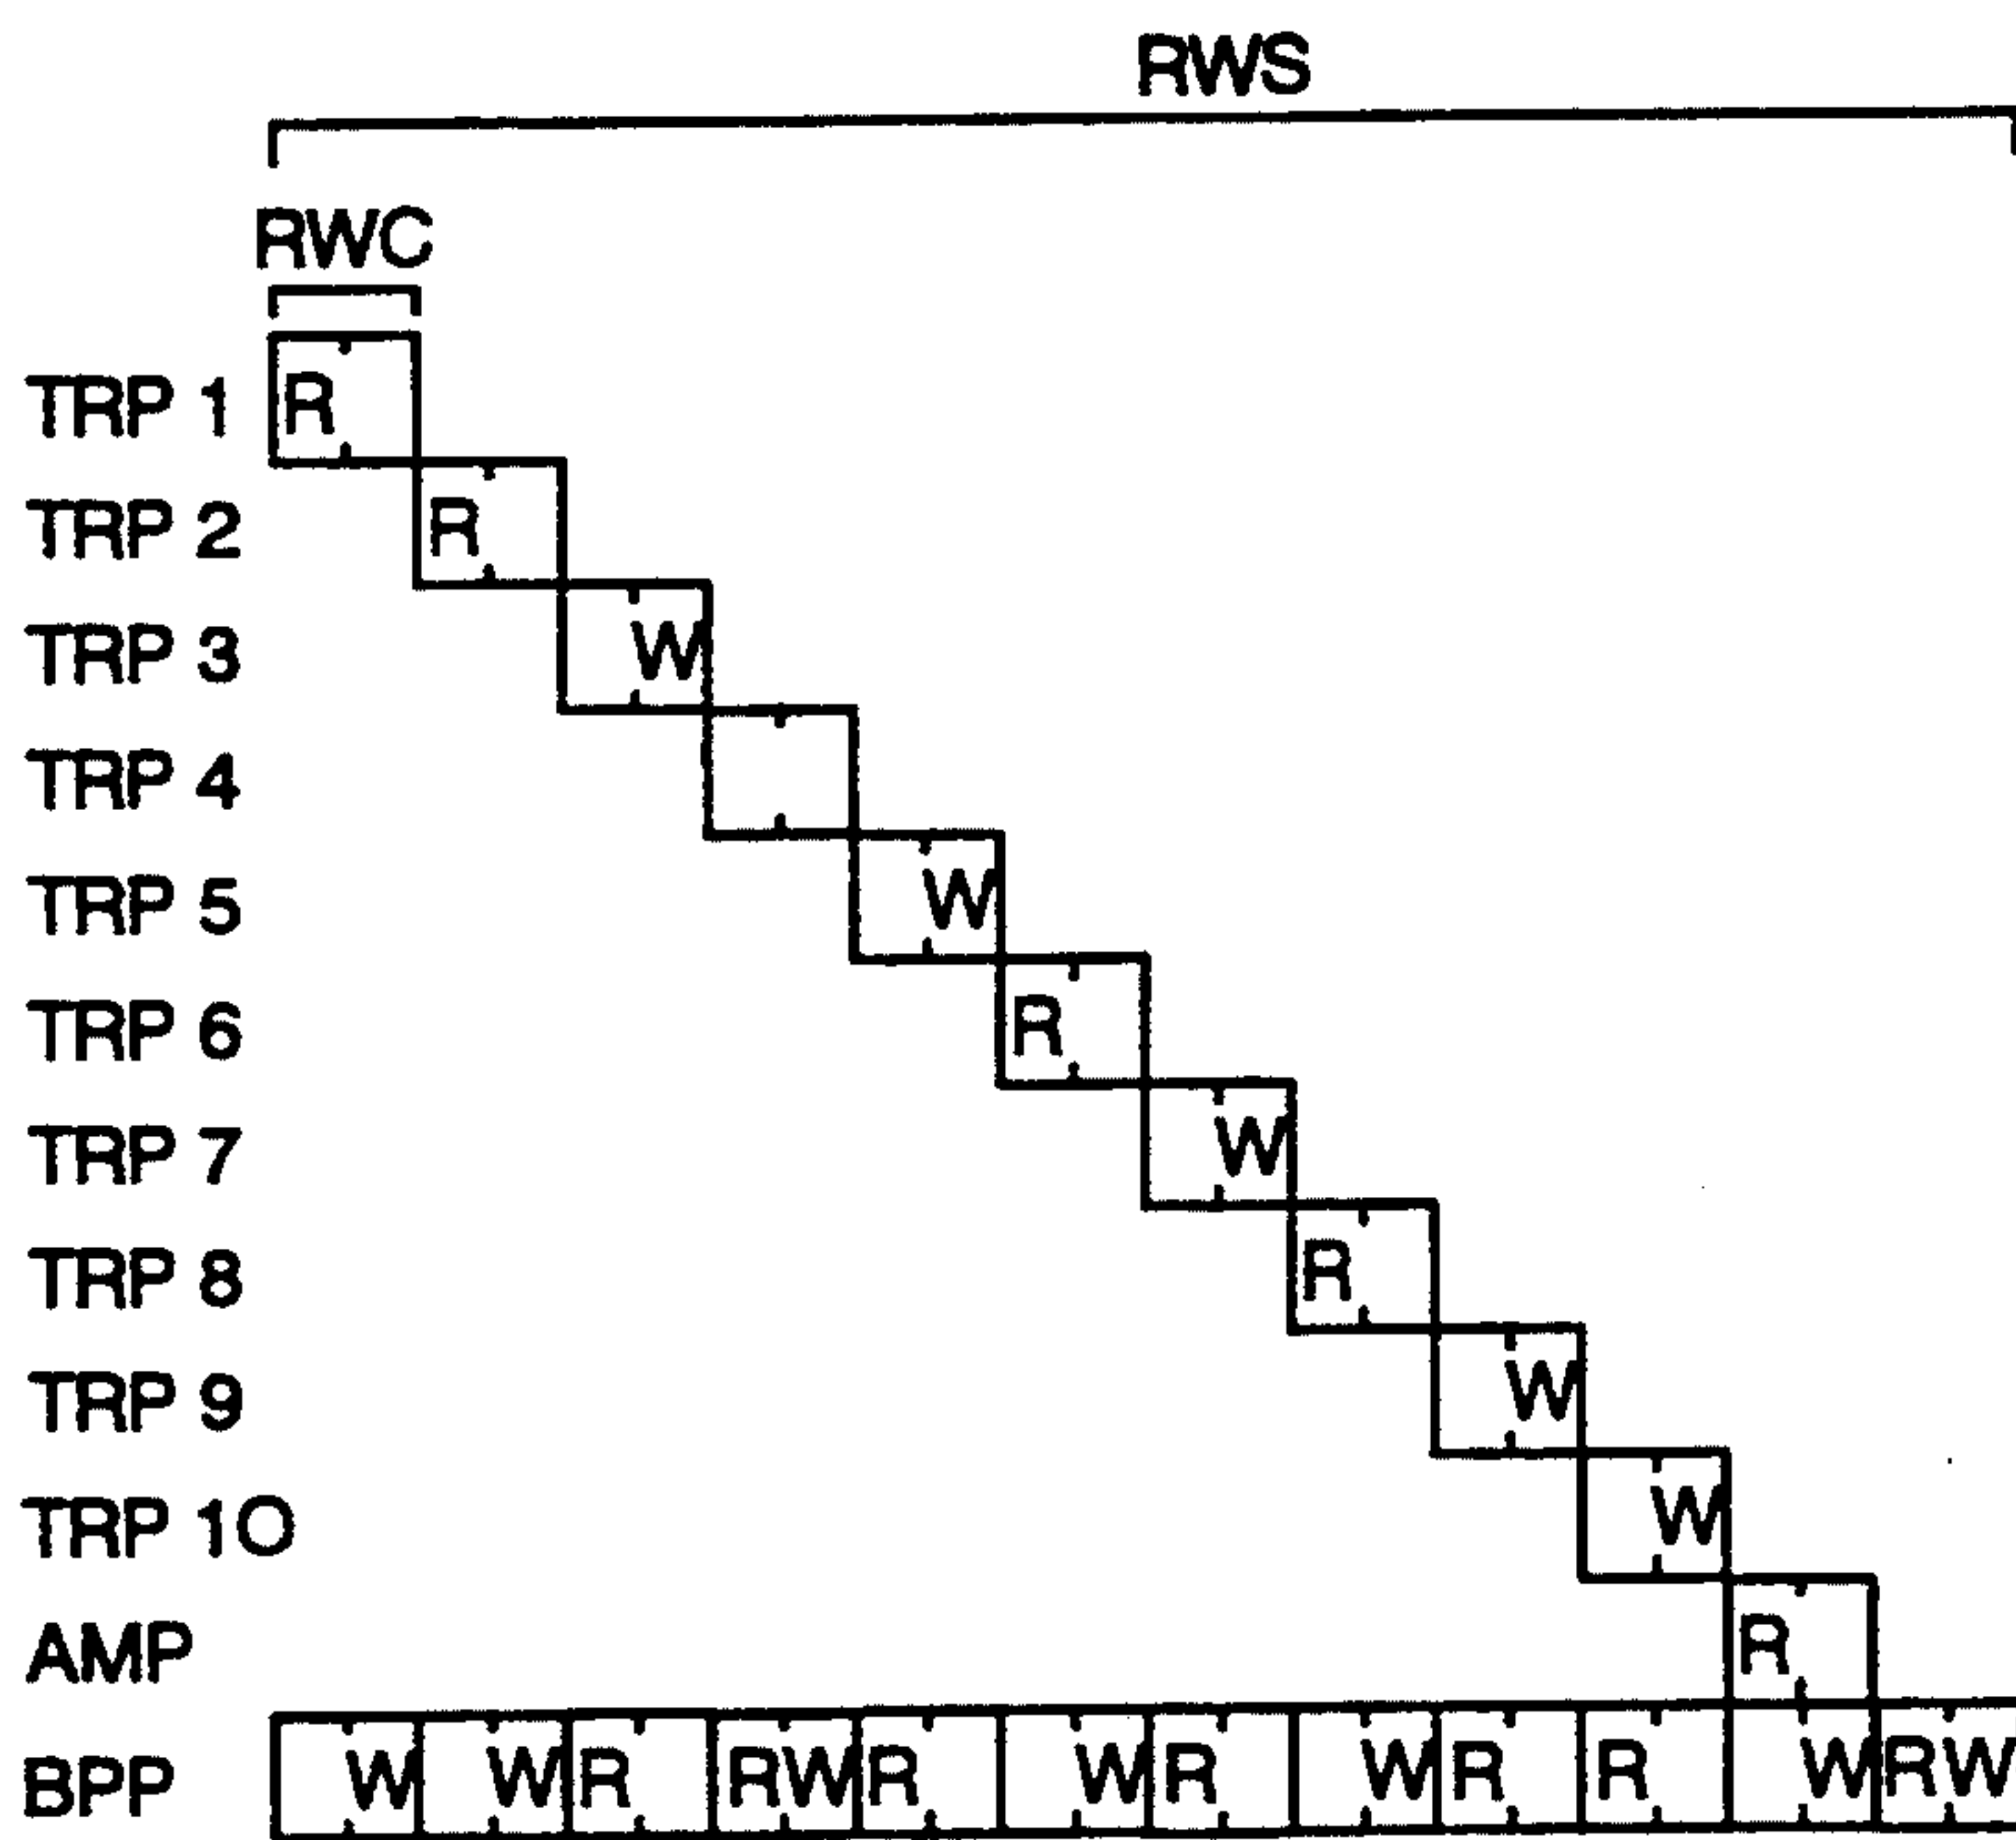 RWS
RWC
TRP 1 R
TRP 2 R
TRP 3 W
TRP 4
TRP 5 W
TRP 6 R
TRP 7 W
TRP 8 R
TRP 9 W
TRP 10 W
AMP R
BPP W W R RW R W R W R R W RW